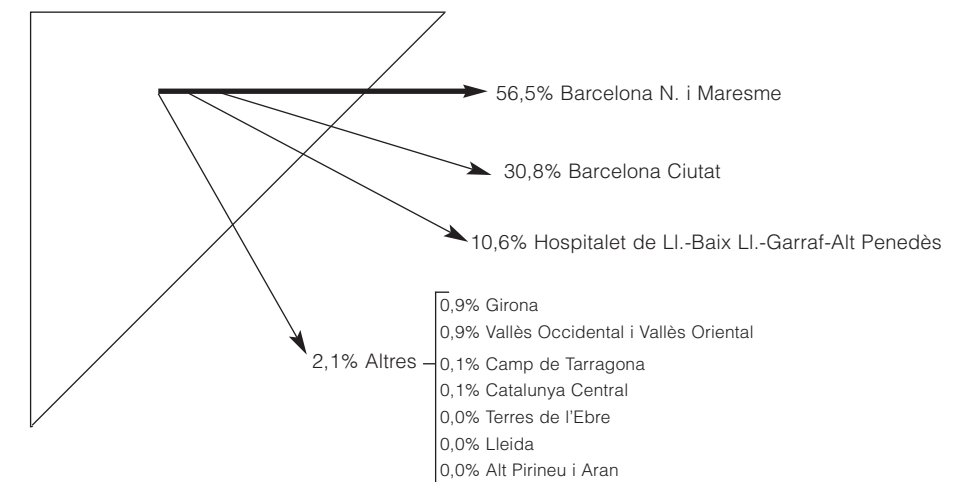 56,5% Barcelona N. i Maresme
30,8% Barcelona Ciutat
10,6% Hospitalet de Ll.-Baix Ll.-Garraf-Alt Penedès
2,1% Altres
0,9% Girona
0,9% Vallès Occidental i Vallès Oriental
0,1% Camp de Tarragona
0,1% Catalunya Central
0,0% Terres de l'Ebre
0,0% Lleida
0,0% Alt Pirineu i Aran